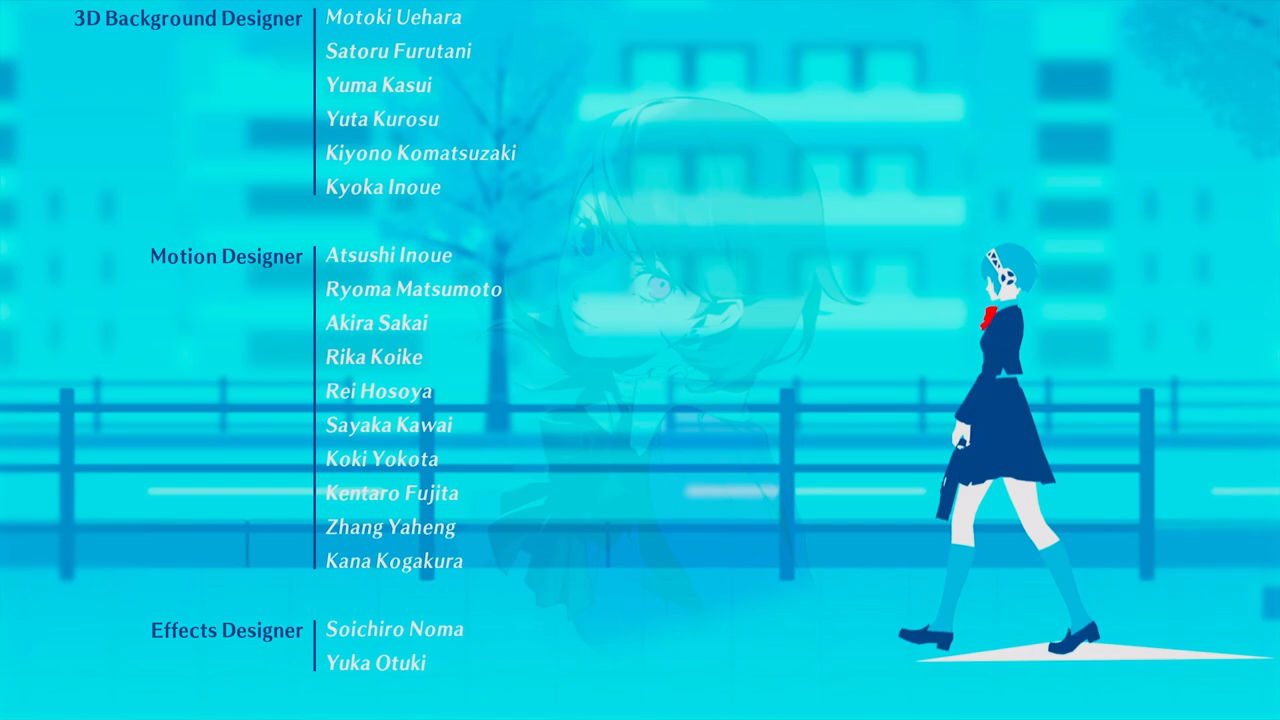 3D Background Designer
Motoki Uehara
Satoru Furutani
Yuma Kasui
Yuta Kurosu
Kiyono Komatsuzaki
Kyoka Inoue
Motion Designer
Atsushi Inoue
Ryoma Matsumoto
Akira Sakai
Rika Koike
Rei Hosoya
Sayaka Kawai
Koki Yokota
Kentaro Fujita
Zhang Yaheng
Kana Kogakura
Effects Designer
Soichiro Noma
Yuka Otuki